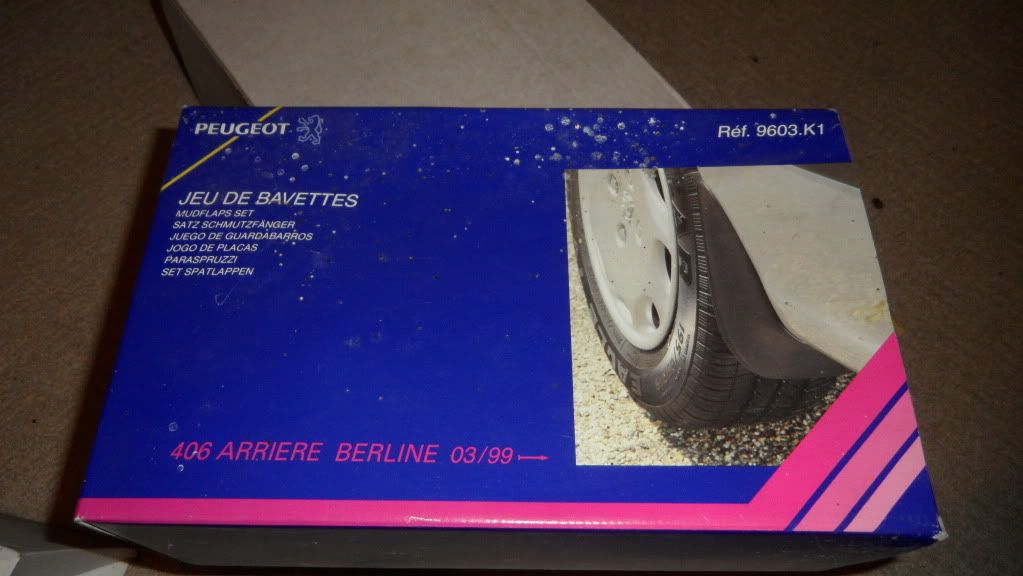 PEUGEOT
Réf. 9603.K1
JEU DE BAVETTES
MUDFLAPS SET
SATZ SCHMUTZFÄNGER
JUEGO DE GUARDABARROS
JOGO DE PLACAS
PARASPRUZZI
SET SPATLAPPEN
406 ARRIERE BERLINE 03/99